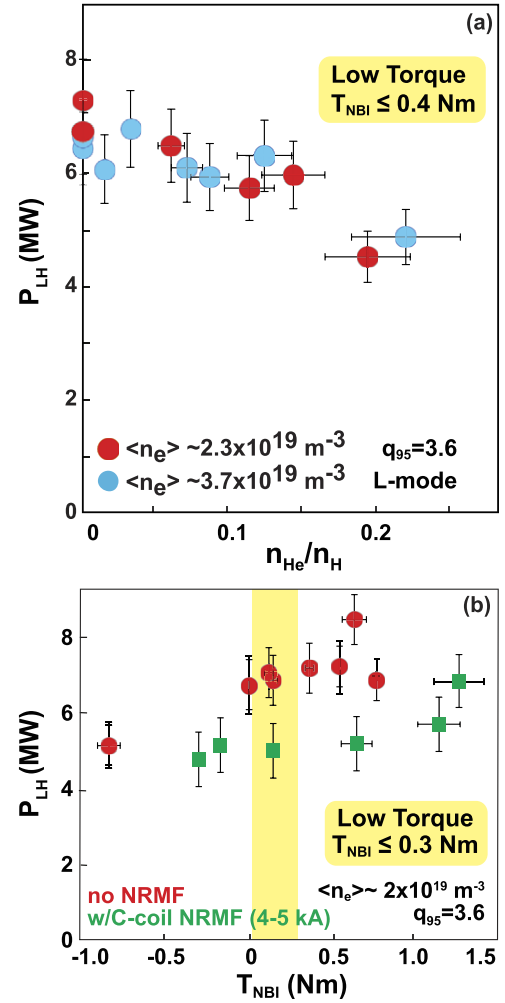 (a)
Low Torque
T_NBI ≤ 0.4 Nm
8
6
4
2
0
P_LH (MW)
<n_e> ~2.3x10^19 m^-3
<n_e> ~3.7x10^19 m^-3
q_95=3.6
L-mode
0 0.1 0.2
n_He/n_H
(b)
8
6
4
2
0
P_LH (MW)
Low Torque
T_NBI ≤ 0.3 Nm
<n_e>~ 2x10^19 m^-3
q_95=3.6
no NRMF
w/C-coil NRMF (4-5 kA)
-1.0 -0.5 0 0.5 1.0 1.5
T_NBI (Nm)